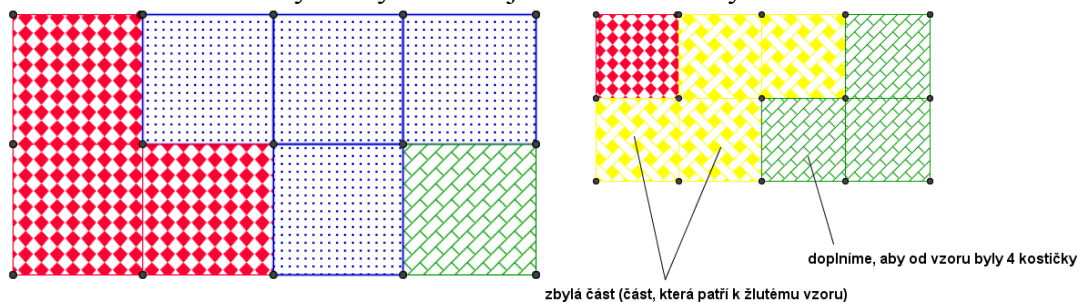 doplníme, aby od vzoru byly 4 kostičky
zbylá část (část, která patří k žlutému vzoru)